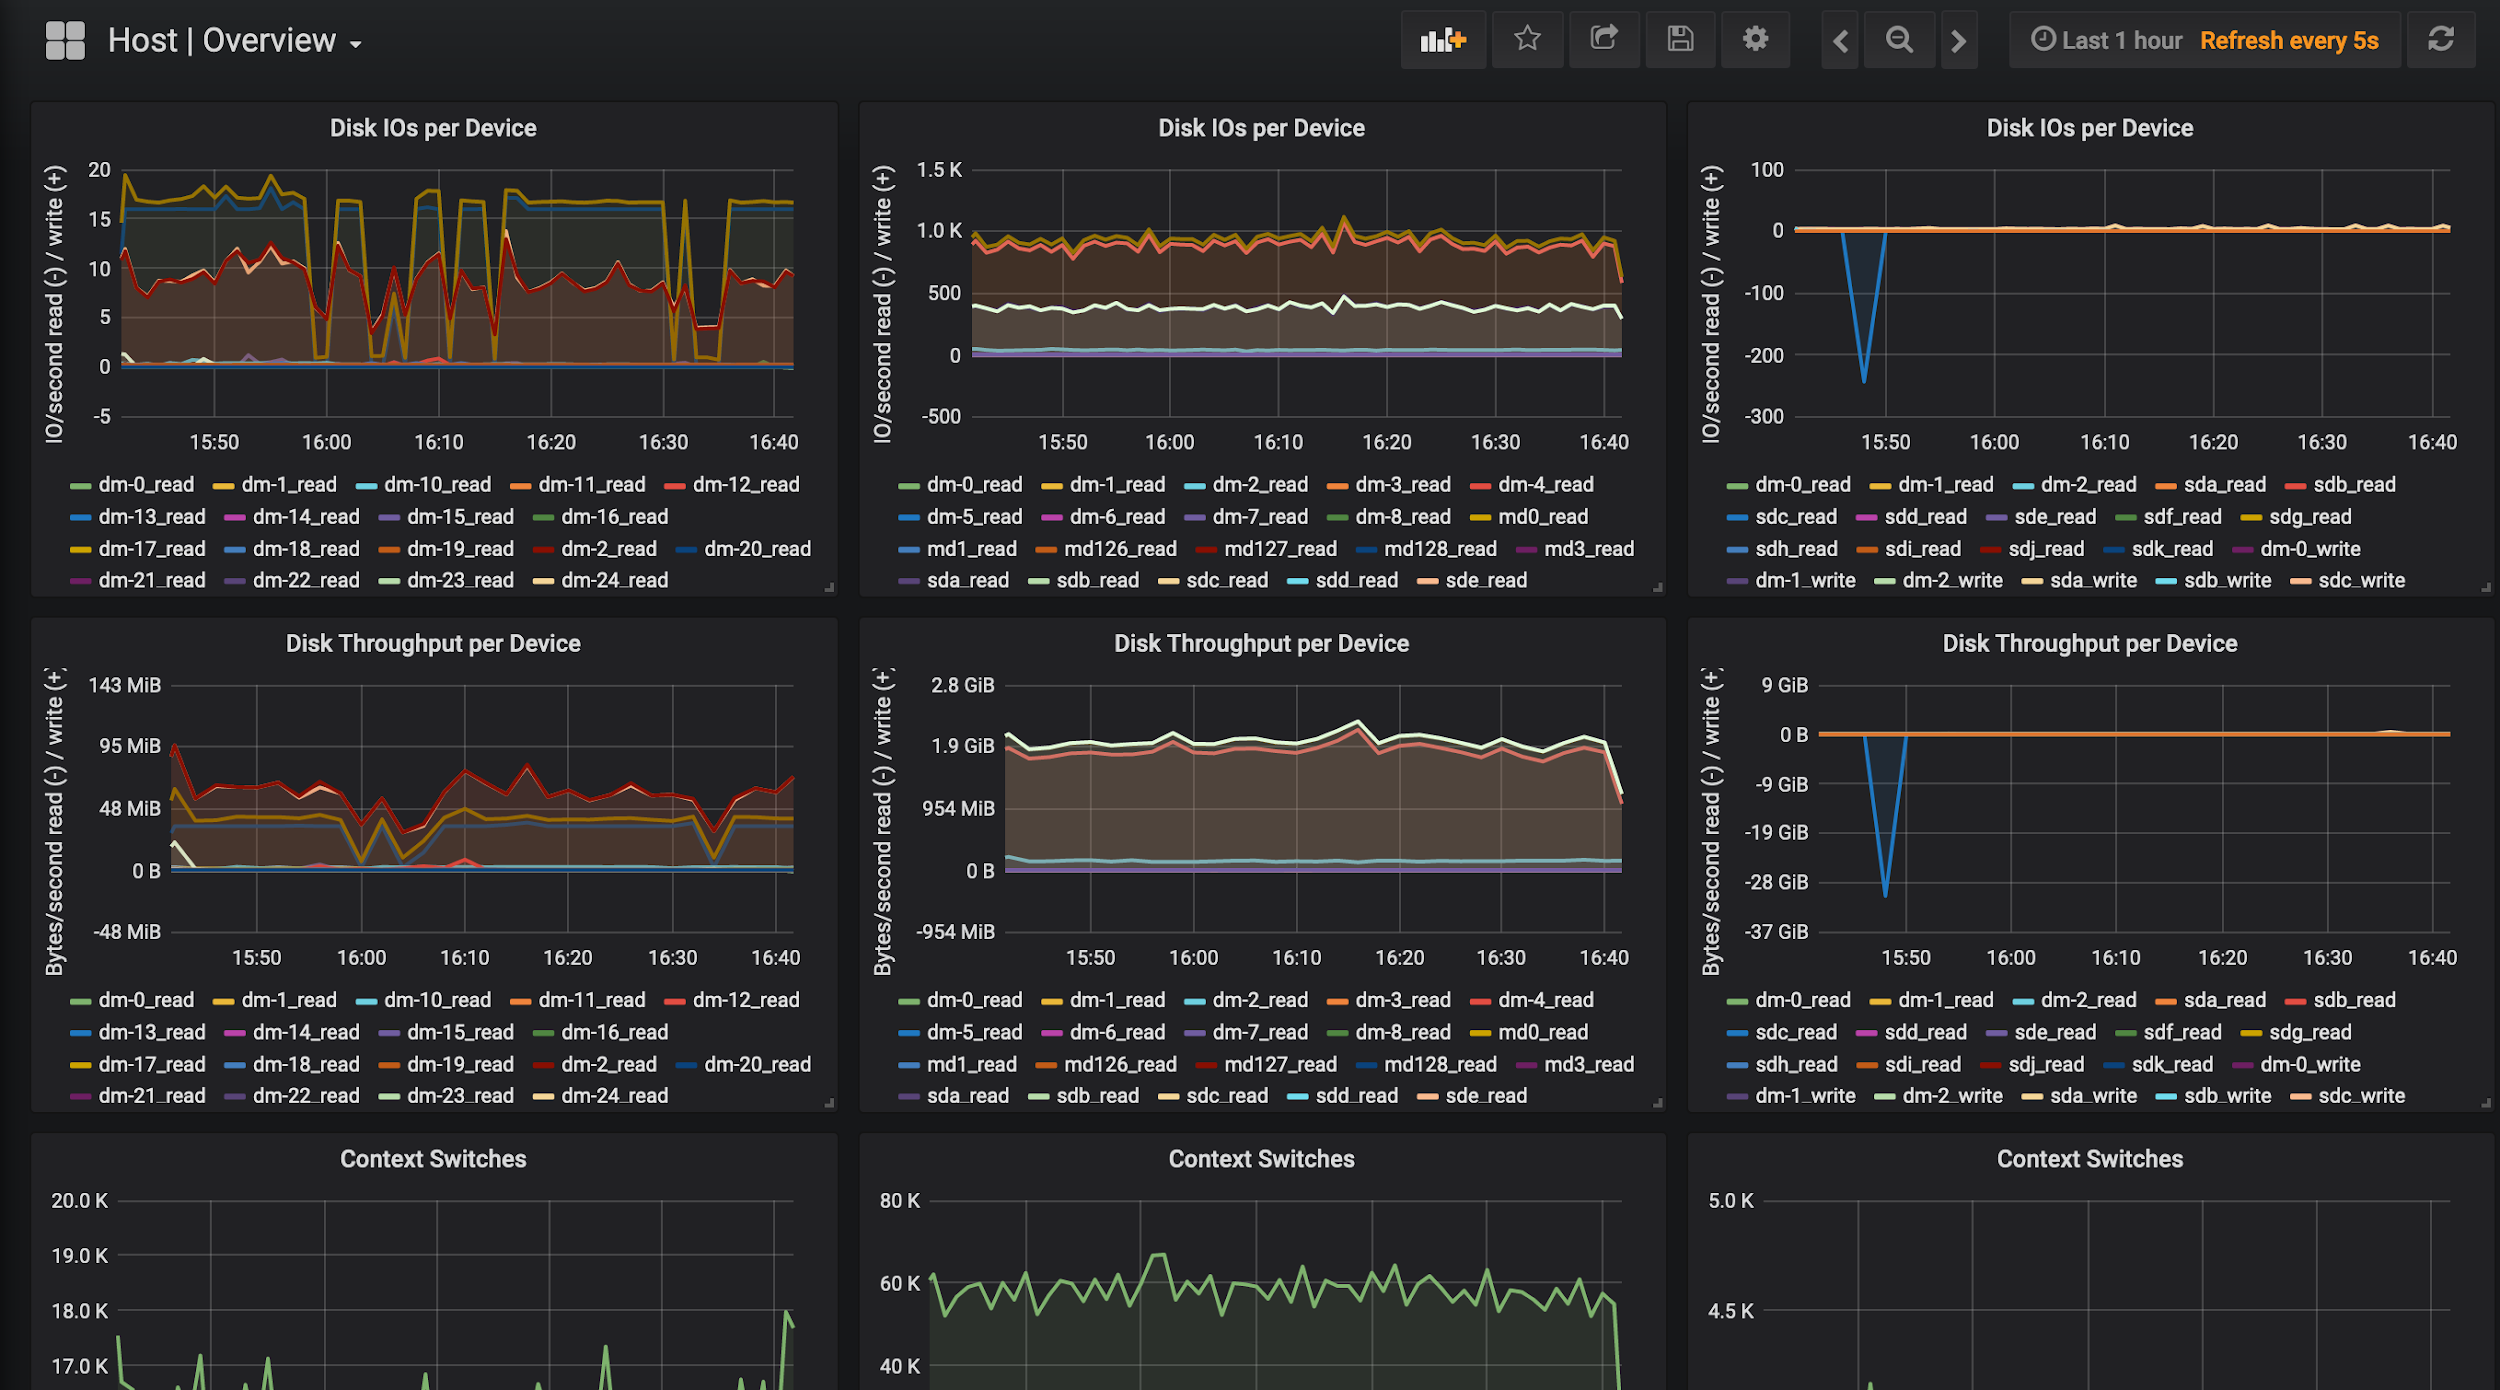 Host | Overview
Last 1 hour Refresh every 5s
Disk IOs per Device
IO/second read (-) / write (+)
20
15
10
5
0
-5
15:50 16:00 16:10 16:20 16:30 16:40
dm-0_read dm-1_read dm-10_read dm-11_read dm-12_read
dm-13_read dm-14_read dm-15_read dm-16_read
dm-17_read dm-18_read dm-19_read dm-2_read dm-20_read
dm-21_read dm-22_read dm-23_read dm-24_read
Disk IOs per Device
IO/second read (-) / write (+)
1.5 K
1.0 K
500
0
-500
15:50 16:00 16:10 16:20 16:30 16:40
dm-0_read dm-1_read dm-2_read dm-3_read dm-4_read
dm-5_read dm-6_read dm-7_read dm-8_read md0_read
md1_read md126_read md127_read md128_read md3_read
sda_read sdb_read sdc_read sdd_read sde_read
Disk IOs per Device
IO/second read (-) / write (+)
100
0
-100
-200
-300
15:50 16:00 16:10 16:20 16:30 16:40
dm-0_read dm-1_read dm-2_read sda_read sdb_read
sdc_read sdd_read sde_read sdf_read sdg_read
sdh_read sdi_read sdj_read sdk_read dm-0_write
dm-1_write dm-2_write sda_write sdb_write sdc_write
Disk Throughput per Device
Bytes/second read (-) / write (+)
143 MiB
95 MiB
48 MiB
0 B
-48 MiB
15:50 16:00 16:10 16:20 16:30 16:40
dm-0_read dm-1_read dm-10_read dm-11_read dm-12_read
dm-13_read dm-14_read dm-15_read dm-16_read
dm-17_read dm-18_read dm-19_read dm-2_read dm-20_read
dm-21_read dm-22_read dm-23_read dm-24_read
Disk Throughput per Device
Bytes/second read (-) / write (+)
2.8 GiB
1.9 GiB
954 MiB
0 B
-954 MiB
15:50 16:00 16:10 16:20 16:30 16:40
dm-0_read dm-1_read dm-2_read dm-3_read dm-4_read
dm-5_read dm-6_read dm-7_read dm-8_read md0_read
md1_read md126_read md127_read md128_read md3_read
sda_read sdb_read sdc_read sdd_read sde_read
Disk Throughput per Device
Bytes/second read (-) / write (+)
9 GiB
0 B
-9 GiB
-19 GiB
-28 GiB
-37 GiB
15:50 16:00 16:10 16:20 16:30 16:40
dm-0_read dm-1_read dm-2_read sda_read sdb_read
sdc_read sdd_read sde_read sdf_read sdg_read
sdh_read sdi_read sdj_read sdk_read dm-0_write
dm-1_write dm-2_write sda_write sdb_write sdc_write
Context Switches
20.0 K
19.0 K
18.0 K
17.0 K
Context Switches
80 K
60 K
40 K
Context Switches
5.0 K
4.5 K